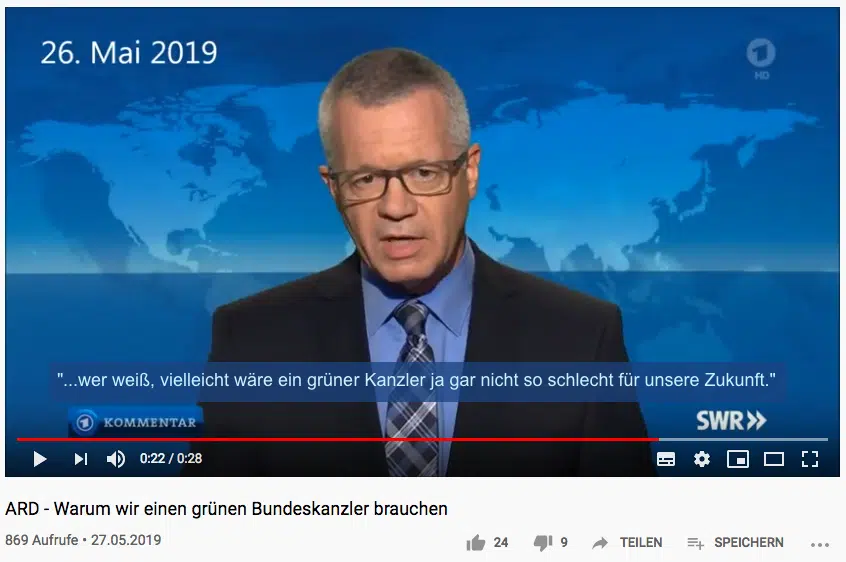 26. Mai 2019
1
HD
"...wer weiß, vielleicht wäre ein grüner Kanzler ja gar nicht so schlecht für unsere Zukunft."
1 KOMMENTAR
SWR»
0:22 / 0:28
ARD - Warum wir einen grünen Bundeskanzler brauchen
869 Aufrufe • 27.05.2019
24 9 TEILEN SPEICHERN ...